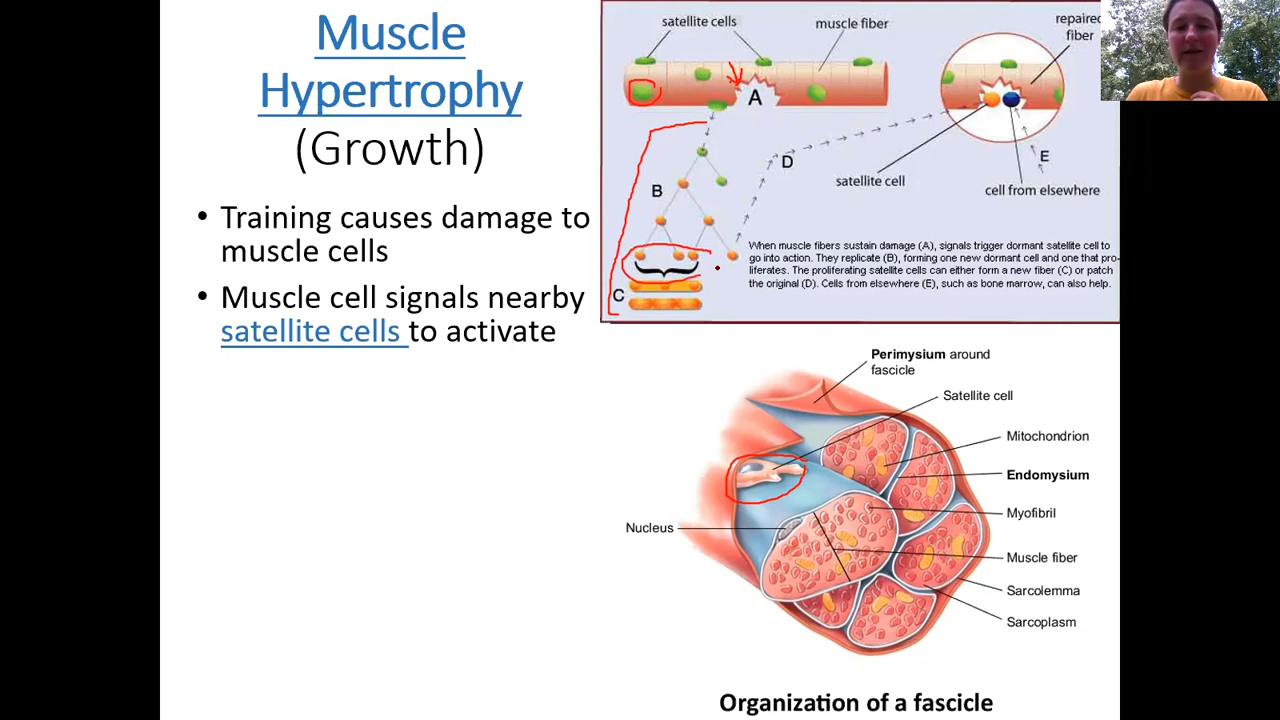 Muscle
Hypertrophy
(Growth)
• Training causes damage to
muscle cells
• Muscle cell signals nearby
satellite cells to activate
satellite cells
muscle fiber
repaired
fiber
A
B
C
D
E
satellite cell
cell from elsewhere
When muscle fibers sustain damage (A), signals trigger dormant satellite cell to
go into action. They replicate (B), forming one new dormant cell and one that pro-
liferates. The proliferating satellite cells can either form a new fiber (C) or patch
the original (D). Cells from elsewhere (E), such as bone marrow, can also help.
Perimysium around
fascicle
Satellite cell
Mitochondrion
Endomysium
Myofibril
Nucleus
Muscle fiber
Sarcolemma
Sarcoplasm
Organization of a fascicle